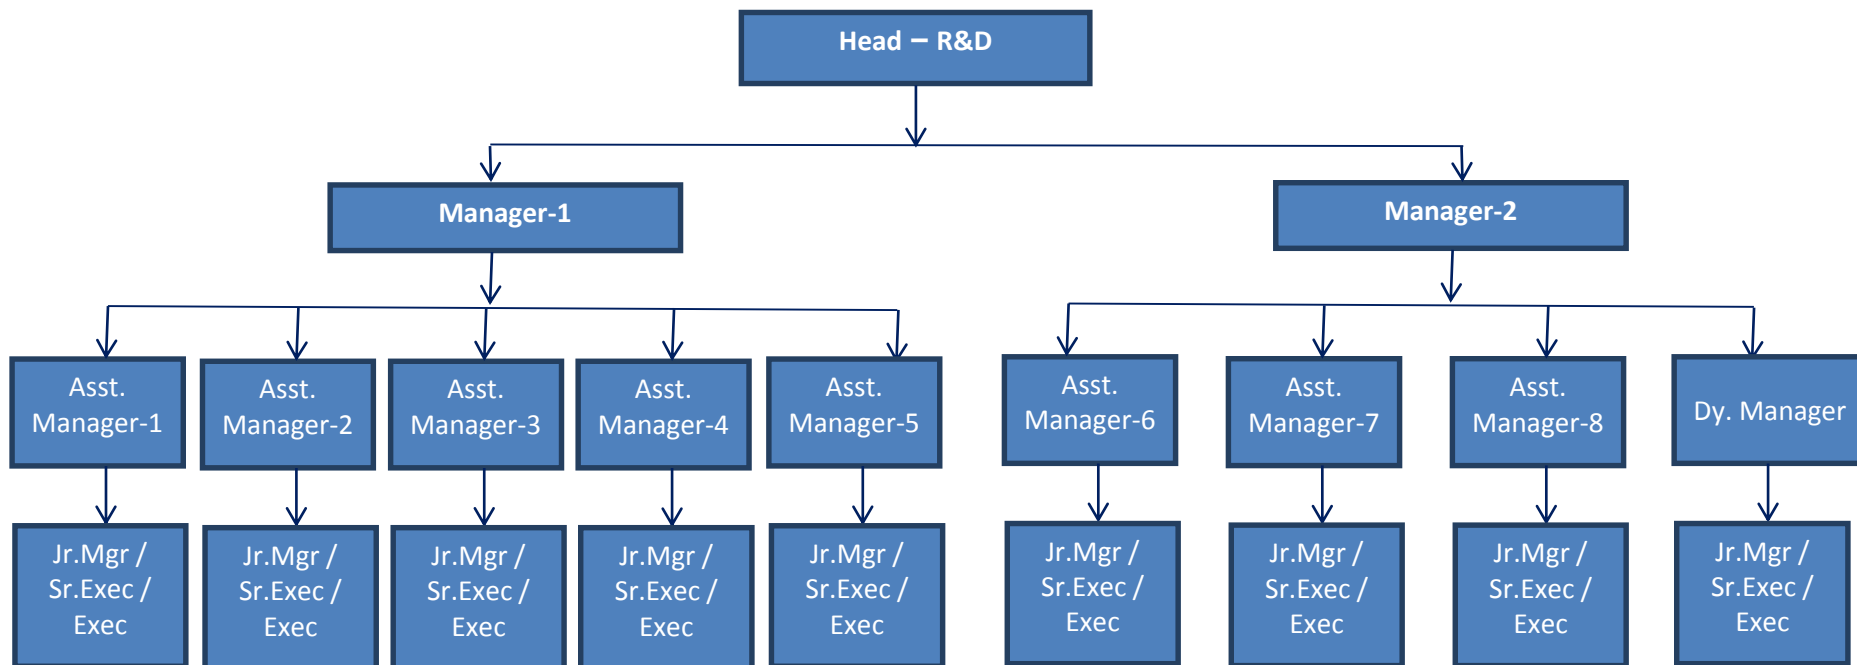 Head – R&D
Manager-1
Manager-2
Asst.
Manager-1
Asst.
Manager-2
Asst.
Manager-3
Asst.
Manager-4
Asst.
Manager-5
Asst.
Manager-6
Asst.
Manager-7
Asst.
Manager-8
Dy. Manager
Jr.Mgr /
Sr.Exec /
Exec
Jr.Mgr /
Sr.Exec /
Exec
Jr.Mgr /
Sr.Exec /
Exec
Jr.Mgr /
Sr.Exec /
Exec
Jr.Mgr /
Sr.Exec /
Exec
Jr.Mgr /
Sr.Exec /
Exec
Jr.Mgr /
Sr.Exec /
Exec
Jr.Mgr /
Sr.Exec /
Exec
Jr.Mgr /
Sr.Exec /
Exec